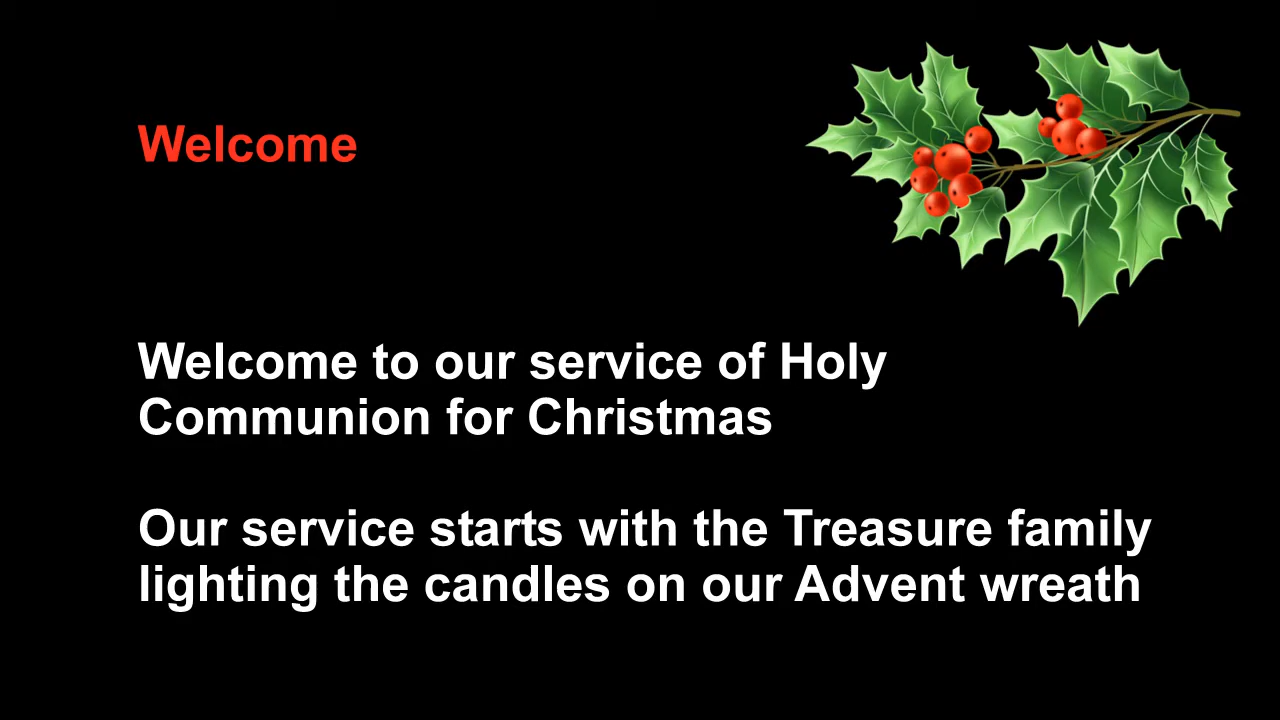 Welcome
Welcome to our service of Holy
Communion for Christmas
Our service starts with the Treasure family
lighting the candles on our Advent wreath